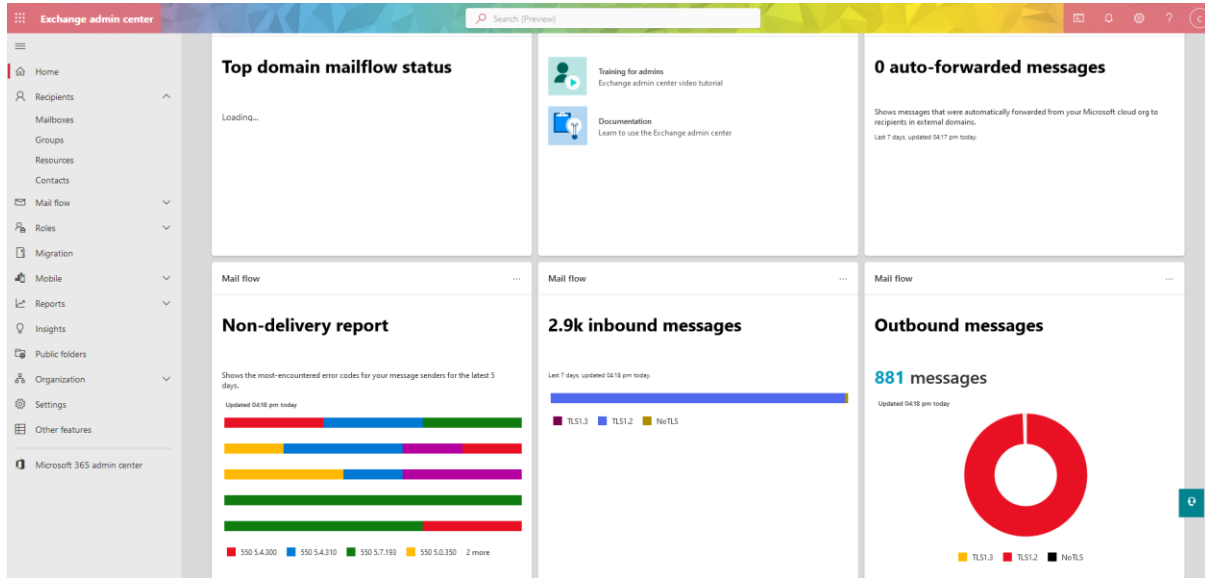 Exchange admin center
Search (Preview)
Home
Recipients
Mailboxes
Groups
Resources
Contacts
Mail flow
Roles
Migration
Mobile
Reports
Insights
Public folders
Organization
Settings
Other features
Microsoft 365 admin center
Top domain mailflow status
Loading...
Training for admins
Exchange admin center video tutorial
Documentation
Learn to use the Exchange admin center
0 auto-forwarded messages
Shows messages that were automatically forwarded from your Microsoft cloud org to
recipients in external domains.
Last 7 days, updated 04:17 pm today.
Mail flow
Non-delivery report
Shows the most-encountered error codes for your message senders for the latest 5
days.
Updated 04:18 pm today
550 5.4.300 550 5.4.310 550 5.7.193 550 5.0.350 2 more
Mail flow
2.9k inbound messages
Last 7 days, updated 04:18 pm today.
TLS1.3 TLS1.2 NoTLS
Mail flow
Outbound messages
881 messages
Updated 04:18 pm today
TLS1.3 TLS1.2 NoTLS